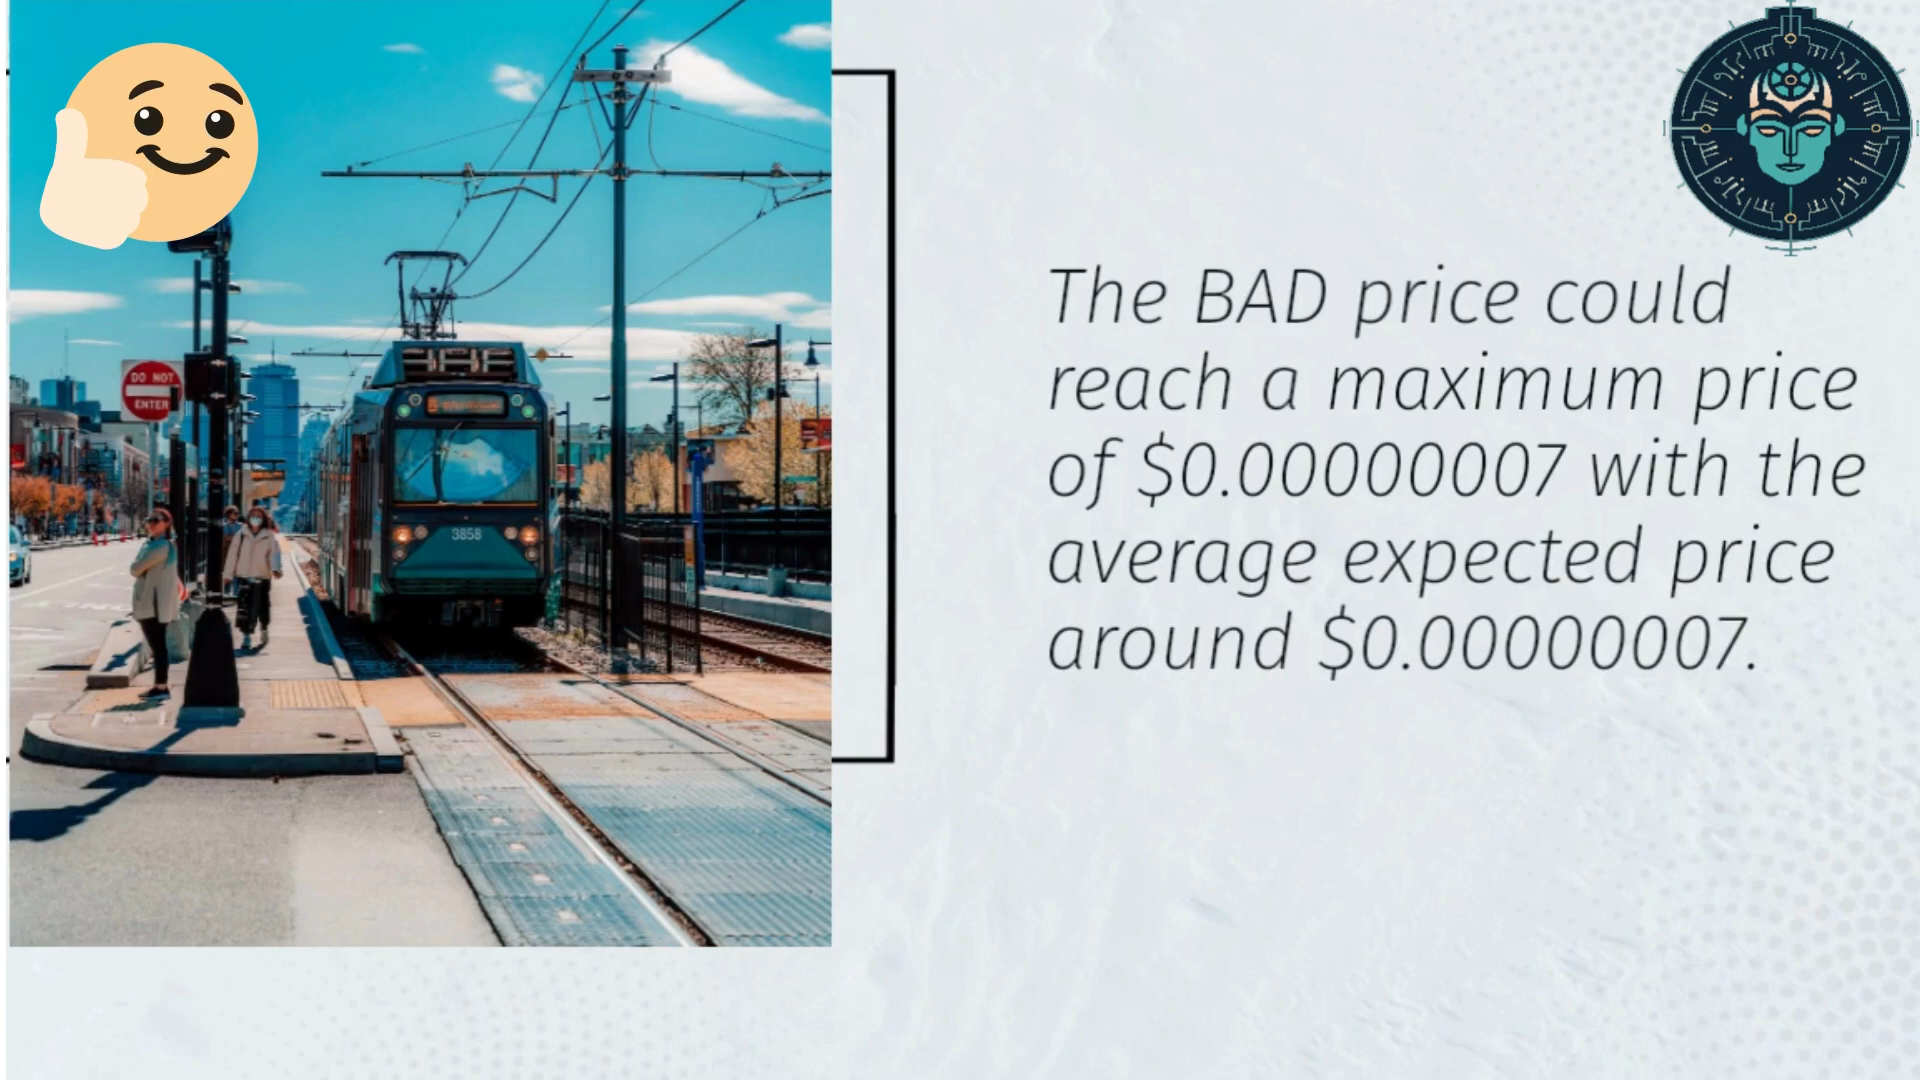 DO NOT
ENTER
3858
The BAD price could
reach a maximum price
of $0.00000007 with the
average expected price
around $0.00000007.